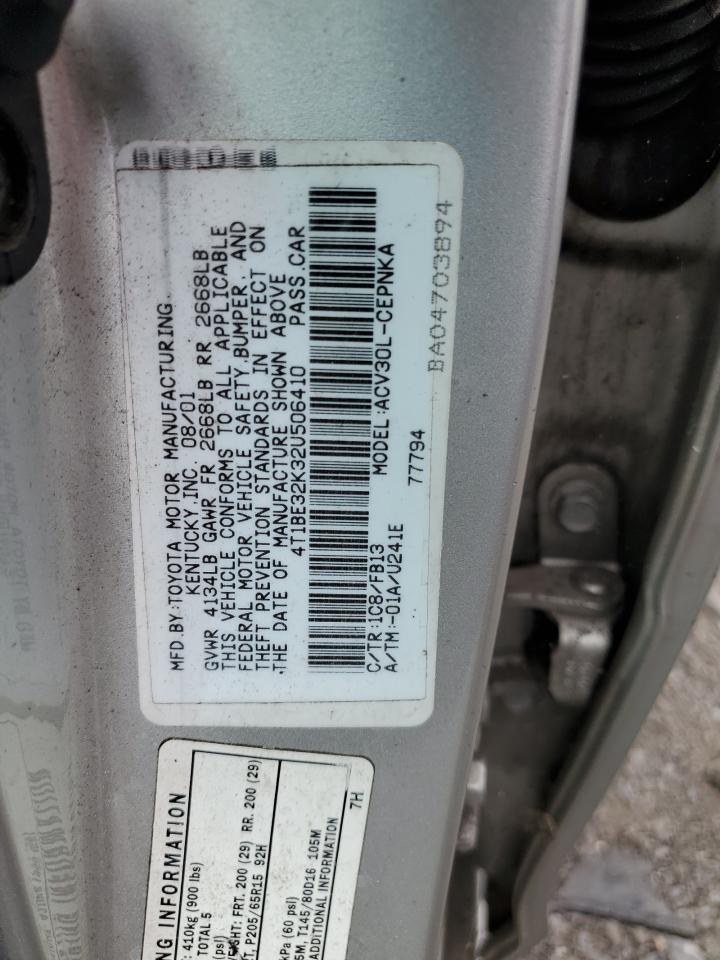 MFD.BY:TOYOTA MOTOR MANUFACTURING
KENTUCKY,INC. 08/01
GVWR 4134LB GAWR FR 2668LB RR 2668LB
THIS VEHICLE CONFORMS TO ALL APPLICABLE
FEDERAL MOTOR VEHICLE SAFETY,BUMPER, AND
THEFT PREVENTION STANDARDS IN EFFECT ON
THE DATE OF MANUFACTURE SHOWN ABOVE.
4T1BE32K32U506410 PASS.CAR
C/TR:1C8/FB13 MODEL:ACV30L-CEPNKA
A/TM:-01A/U241E 77794
BA04703894
INFORMATION
410kg (900 lbs)
TOTAL 5
(psi)
FRT. 200 (29) RR. 200 (29)
P205/65R15 92H
kPa (60 psi)
T145/80D16 105M
ADDITIONAL INFORMATION
7H